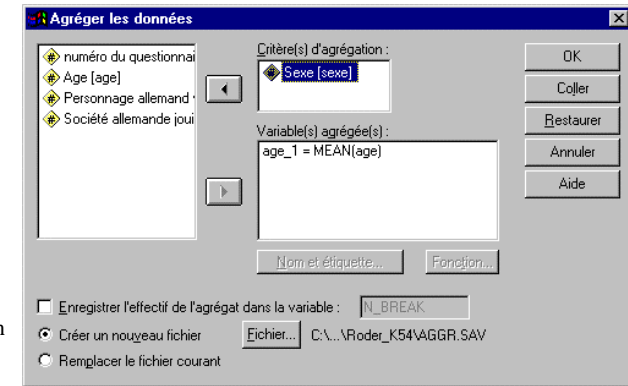 Agréger les données
numéro du questionnai
Age [age]
Personnage allemand
Société allemande joui
Critère(s) d'agrégation :
Sexe [sexe]
Variable(s) agrégée(s) :
age_1 = MEAN(age)
Nom et étiquette...
Fonction...
OK
Coller
Restaurer
Annuler
Aide
Enregistrer l'effectif de l'agrégat dans la variable :
N_BREAK
n
Créer un nouveau fichier
Fichier...
C:\...\Roder_K54\AGGR.SAV
Remplacer le fichier courant